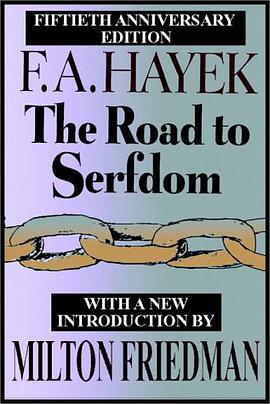 FIFTIETH ANNIVERSARY
EDITION
F. A. HAYEK
The Road to
Serfdom
WITH A NEW
INTRODUCTION BY
MILTON FRIEDMAN